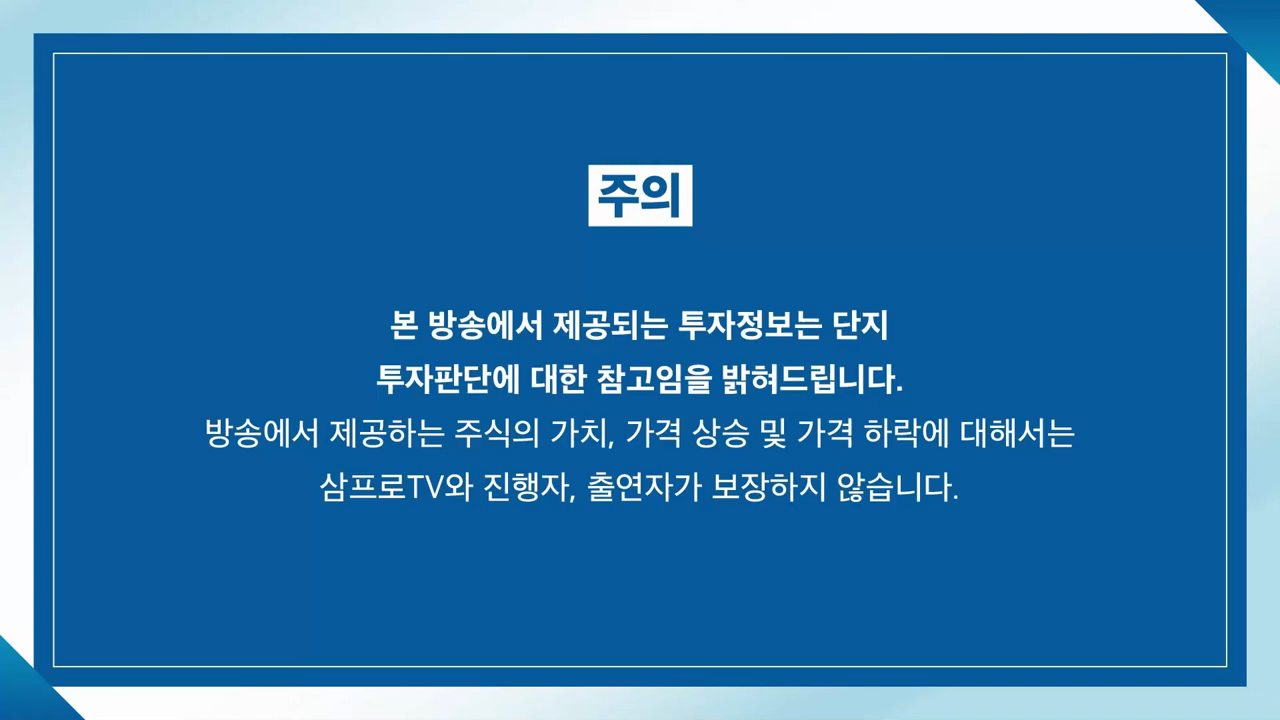 주의
본 방송에서 제공되는 투자정보는 단지
투자판단에 대한 참고임을 밝혀드립니다.
방송에서 제공하는 주식의 가치, 가격 상승 및 가격 하락에 대해서는
삼프로TV와 진행자, 출연자가 보장하지 않습니다.